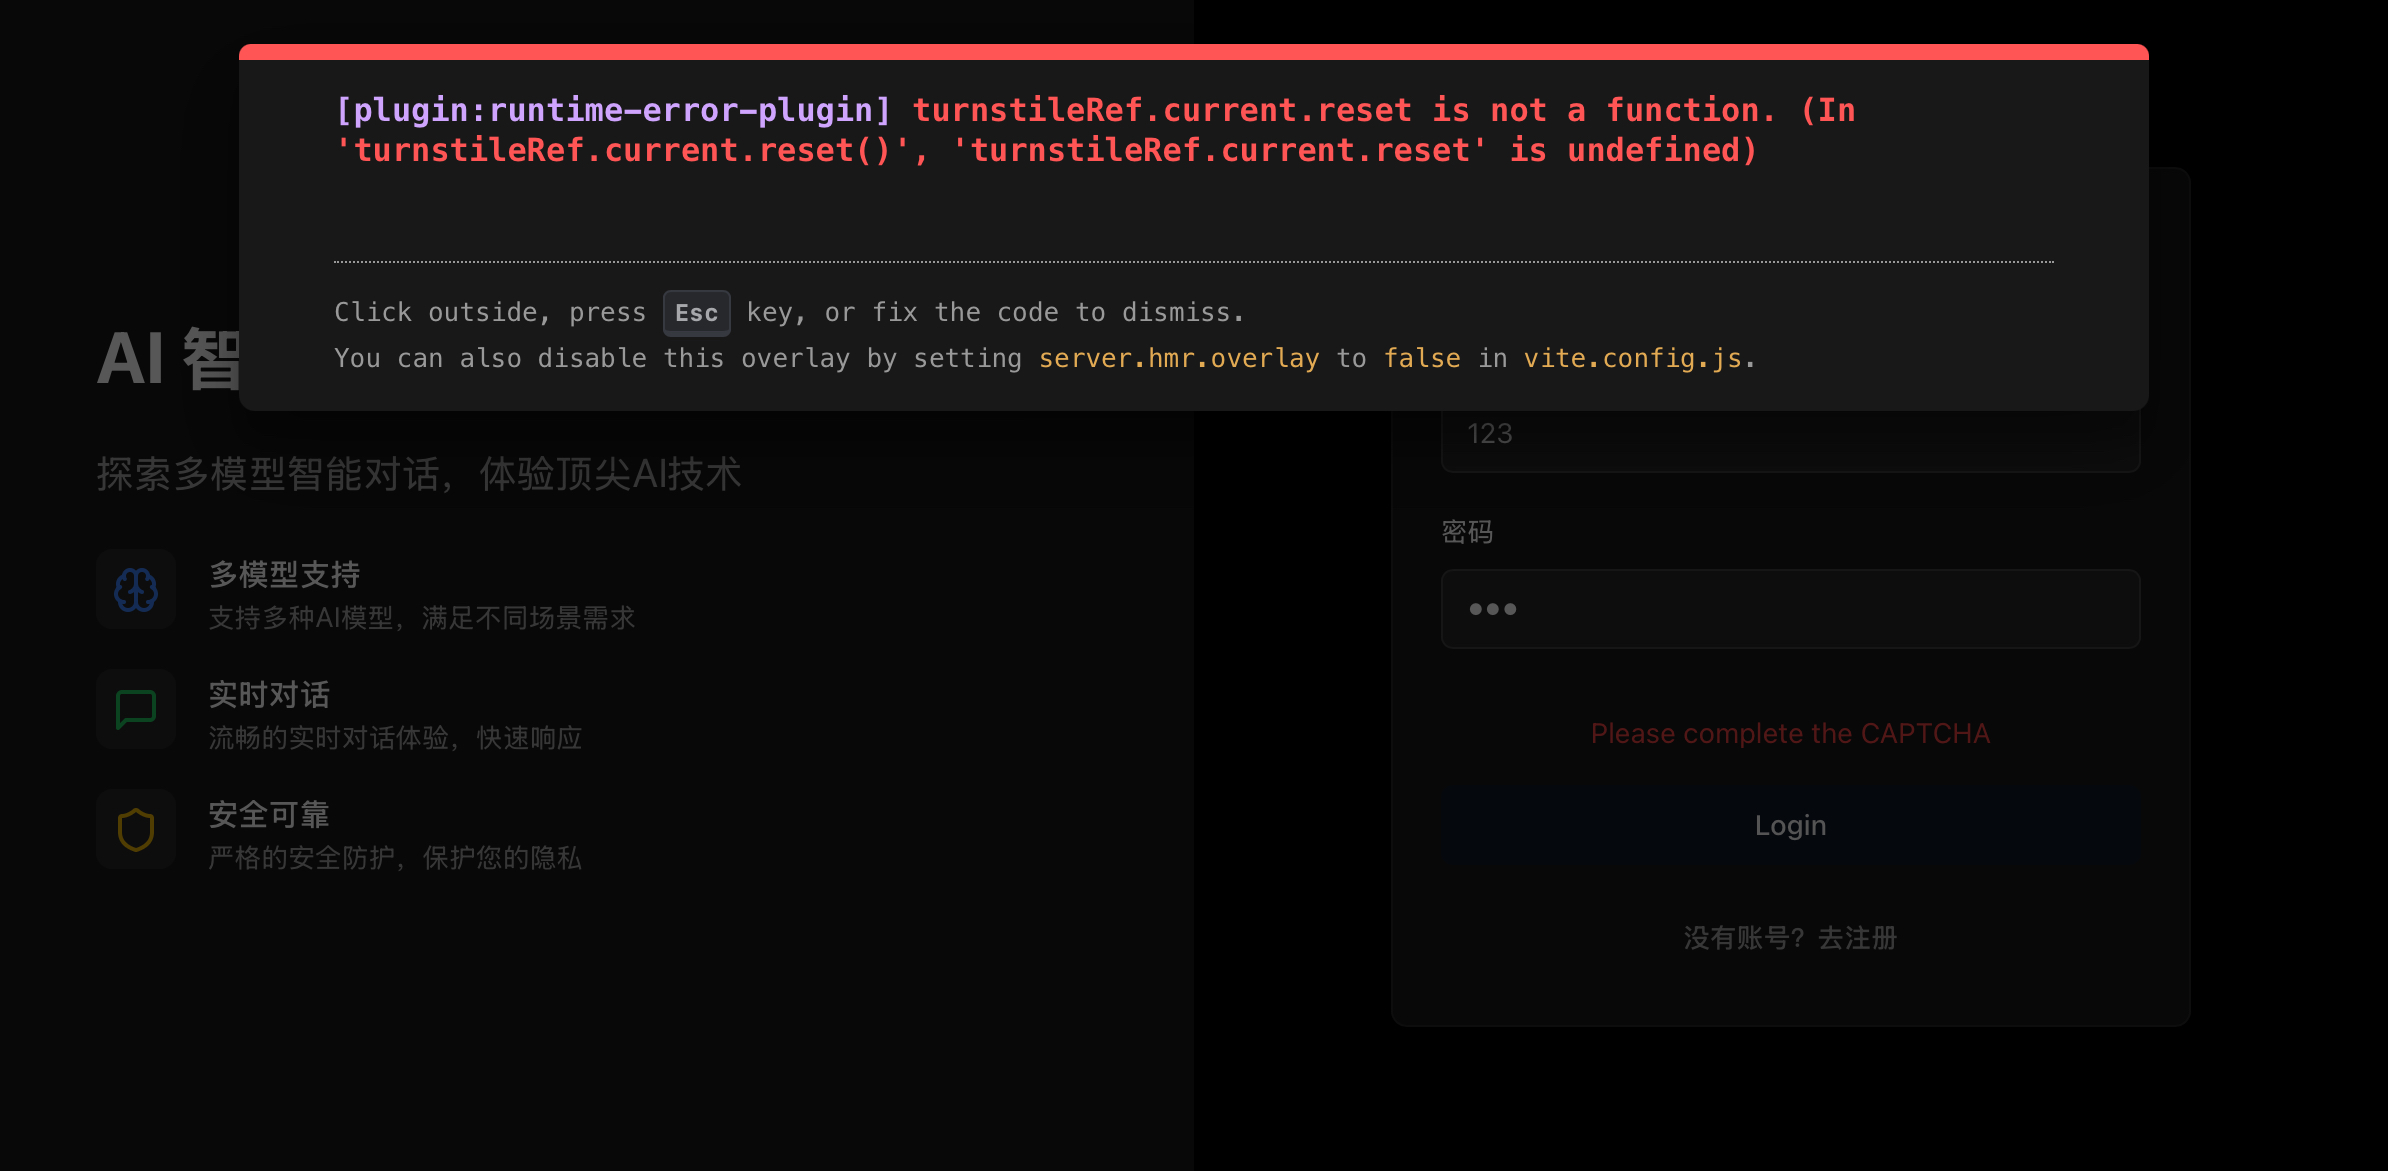 [plugin:runtime-error-plugin] turnstileRef.current.reset is not a function. (In
'turnstileRef.current.reset()', 'turnstileRef.current.reset' is undefined)
Click outside, press Esc key, or fix the code to dismiss.
You can also disable this overlay by setting server.hmr.overlay to false in vite.config.js.
AI 智
探索多模型智能对话，体验顶尖AI技术
多模型支持
支持多种AI模型，满足不同场景需求
实时对话
流畅的实时对话体验，快速响应
安全可靠
严格的安全防护，保护您的隐私
123
密码
Please complete the CAPTCHA
Login
没有账号？去注册